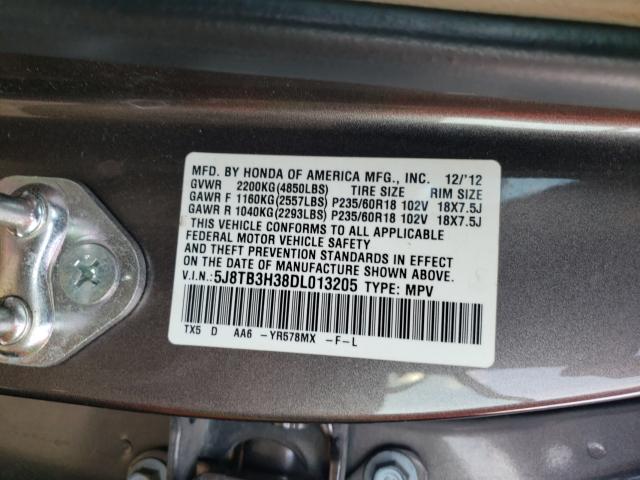 MFD. BY HONDA OF AMERICA MFG., INC. 12/'12
GVWR 2200KG(4850LBS) TIRE SIZE RIM SIZE
GAWR F 1160KG(2557LBS) P235/60R18 102V 18X7.5J
GAWR R 1040KG(2293LBS) P235/60R18 102V 18X7.5J
THIS VEHICLE CONFORMS TO ALL APPLICABLE
FEDERAL MOTOR VEHICLE SAFETY
AND THEFT PREVENTION STANDARDS IN EFFECT
ON THE DATE OF MANUFACTURE SHOWN ABOVE.
V.I.N.: 5J8TB3H38DL013205 TYPE: MPV
TX5 D AA6 -YR578MX -F-L